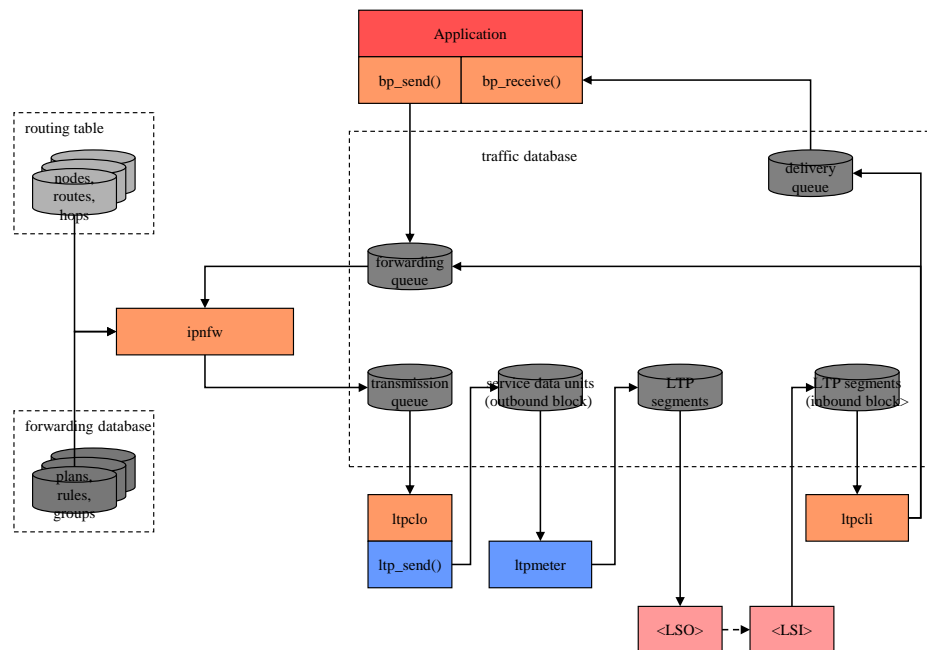 Application
bp_send()
bp_receive()
routing table
nodes,
routes,
hops
traffic database
delivery
queue
forwarding
queue
ipnfw
transmission
queue
service data units
(outbound block)
LTP
segments
LTP segments
(inbound block>
forwarding database
plans,
rules,
groups
ltpclo
ltp_send()
ltpmeter
ltpcli
<LSO>
<LSI>